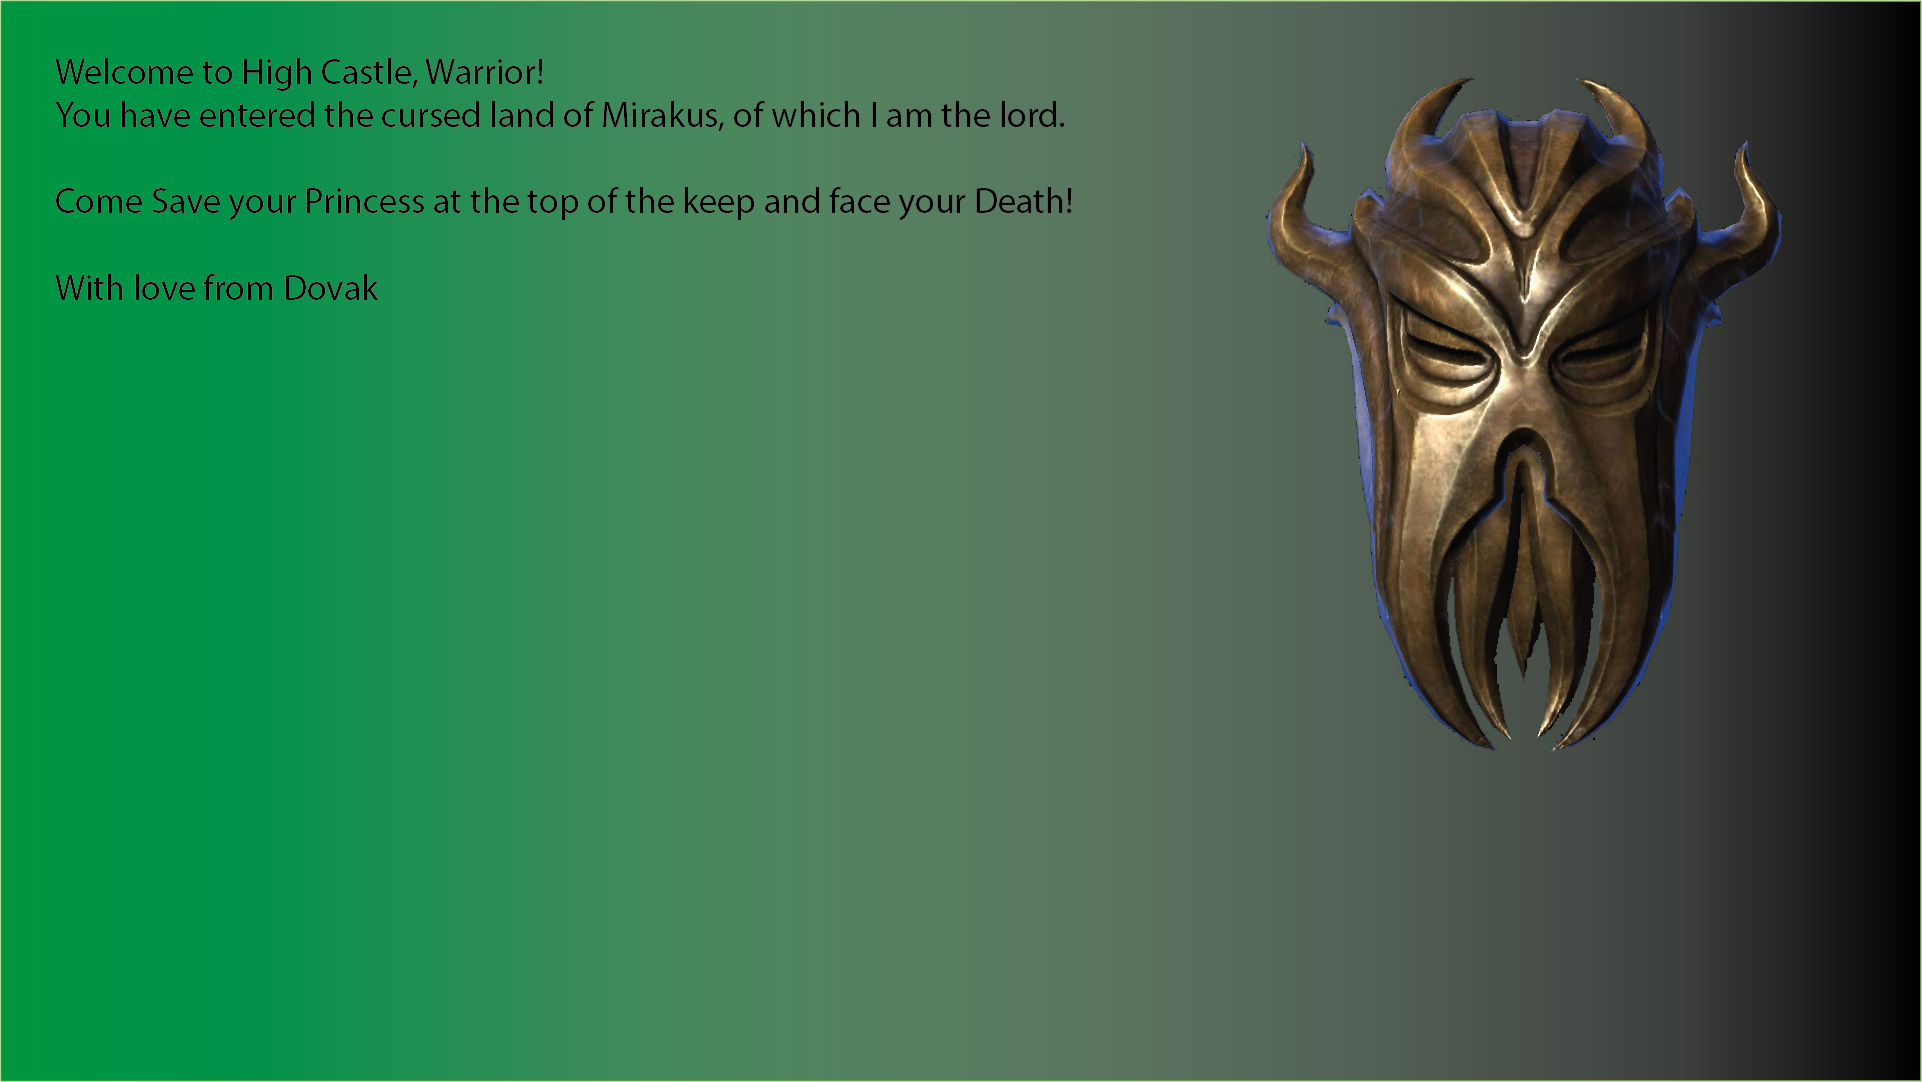 Welcome to High Castle, Warrior!
You have entered the cursed land of Mirakus, of which I am the lord.
Come Save your Princess at the top of the keep and face your Death!
With love from Dovak